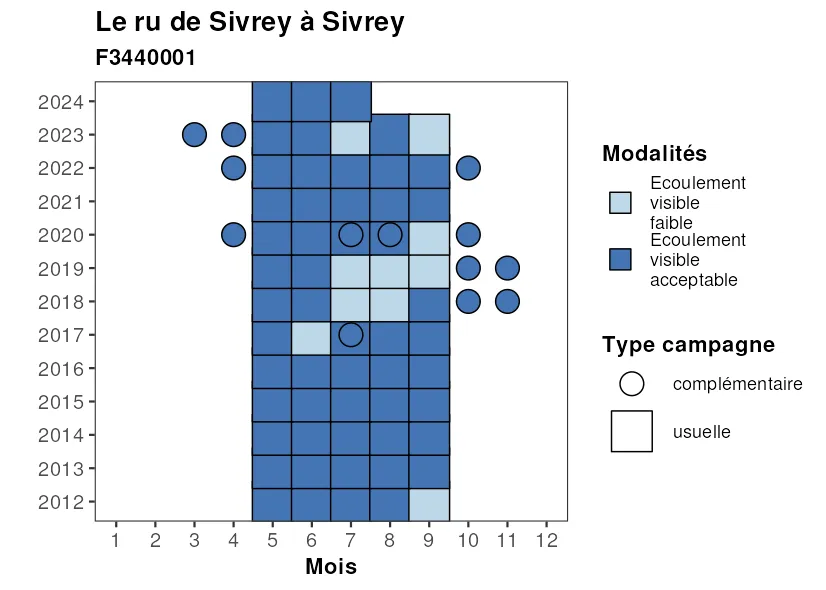 Le ru de Sivrey à Sivrey
F3440001
2024
2023
2022
2021
2020
2019
2018
2017
2016
2015
2014
2013
2012
1 2 3 4 5 6 7 8 9 10 11 12
Mois
Modalités
Ecoulement
visible
faible
Ecoulement
visible
acceptable
Type campagne
complémentaire
usuelle